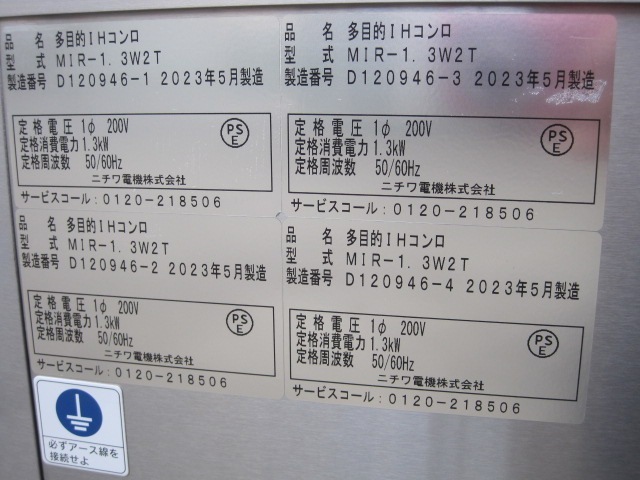 品 名 多目的IHコンロ
型 式 MIR-1.3W2T
製造番号 D120946-1 2023年5月製造
定格電圧 1φ 200V
定格消費電力 1.3kW
定格周波数 50/60Hz
PS
E
ニチワ電機株式会社
サービスコール:0120-218506
品 名 多目的IHコンロ
型 式 MIR-1.3W2T
製造番号 D120946-3 2023年5月製造
定格電圧 1φ 200V
定格消費電力 1.3kW
定格周波数 50/60Hz
PS
E
ニチワ電機株式会社
サービスコール:0120-218506
品 名 多目的IHコンロ
型 式 MIR-1.3W2T
製造番号 D120946-2 2023年5月製造
定格電圧 1φ 200V
定格消費電力 1.3kW
定格周波数 50/60Hz
PS
E
ニチワ電機株式会社
サービスコール:0120-218506
品 名 多目的IHコンロ
型 式 MIR-1.3W2T
製造番号 D120946-4 2023年5月製造
定格電圧 1φ 200V
定格消費電力 1.3kW
定格周波数 50/60Hz
PS
E
ニチワ電機株式会社
サービスコール:0120-218506
必ずアース線を
接続せよ